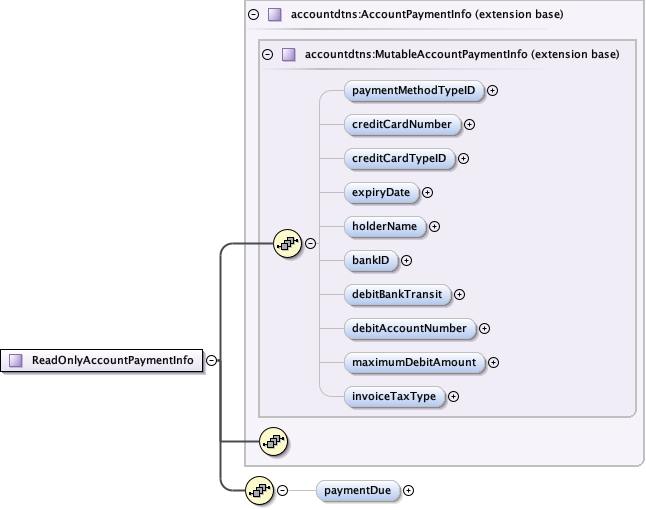 accountdtns:AccountPaymentInfo (extension base)
accountdtns:MutableAccountPaymentInfo (extension base)
paymentMethodTypeID
creditCardNumber
creditCardTypeID
expiryDate
holderName
bankID
debitBankTransit
debitAccountNumber
maximumDebitAmount
invoiceTaxType
ReadOnlyAccountPaymentInfo
paymentDue